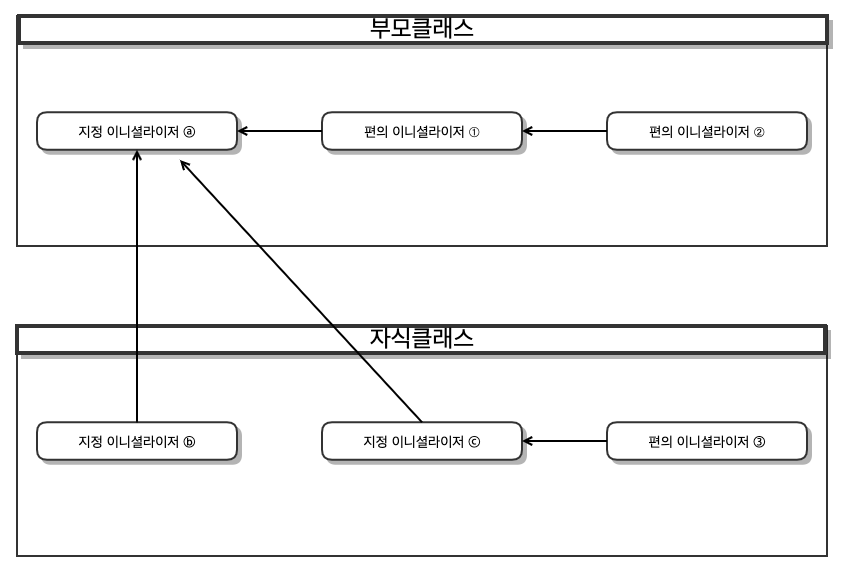 부모클래스
지정 이니셜라이저 ⓐ
편의 이니셜라이저 ①
편의 이니셜라이저 ②
자식클래스
지정 이니셜라이저 ⓑ
지정 이니셜라이저 ⓒ
편의 이니셜라이저 ③